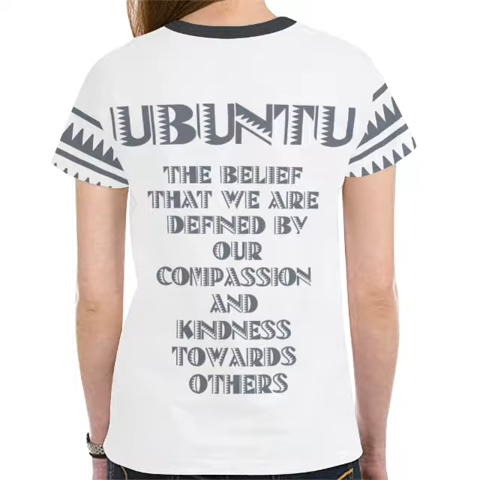 UBUNTU
THE BELIEF
THAT WE ARE
DEFINED BY
OUR
COMPASSION
AND
KINDNESS
TOWARDS
OTHERS